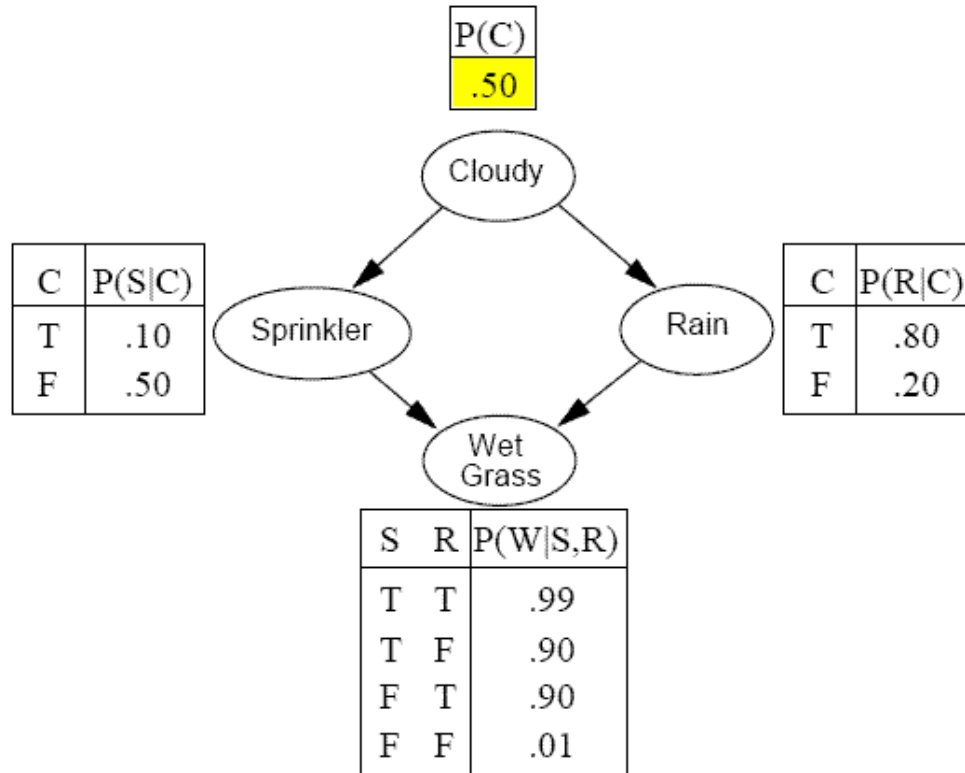 P(C)
.50
Cloudy
C P(S|C)
T .10
F .50
Sprinkler
Rain
C P(R|C)
T .80
F .20
Wet
Grass
S R P(W|S,R)
T T .99
T F .90
F T .90
F F .01